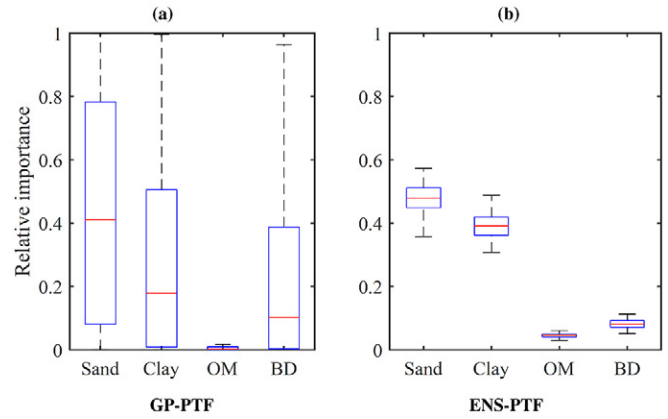 (a) (b)
Relative importance
1
0.8
0.6
0.4
0.2
0
Sand Clay OM BD
GP-PTF
1
0.8
0.6
0.4
0.2
0
Sand Clay OM BD
ENS-PTF